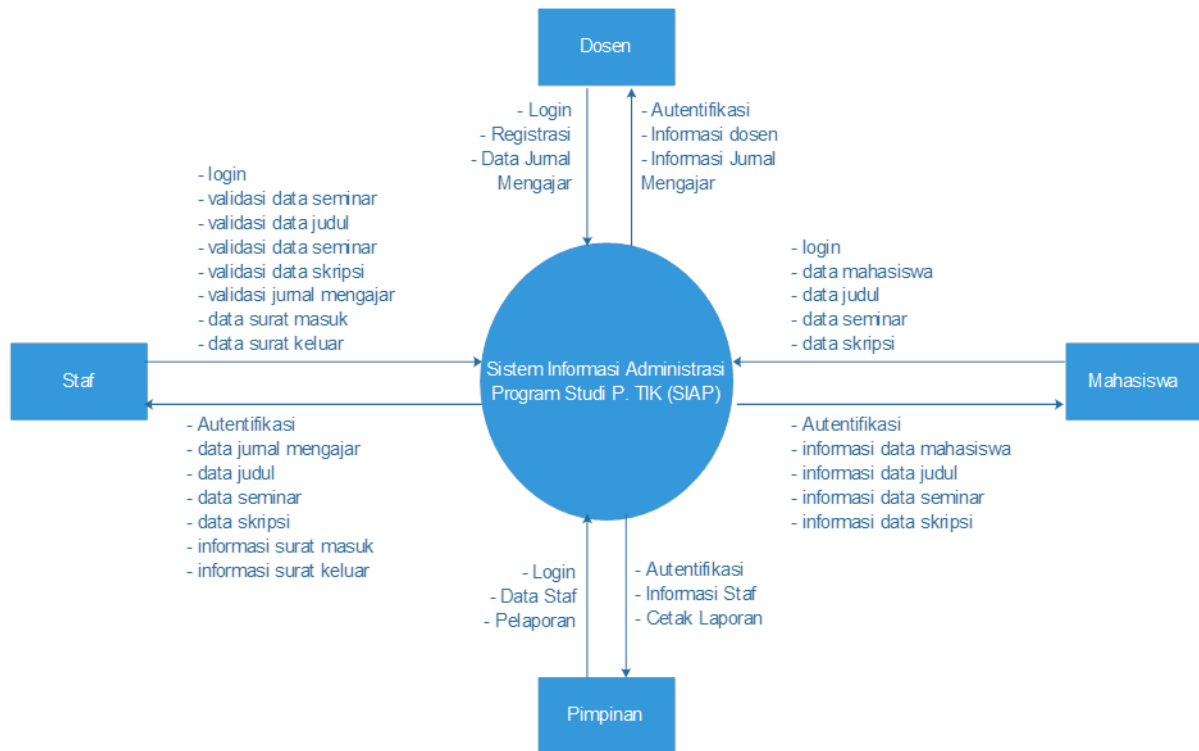 Dosen
- Login
- Registrasi
- Data Jurnal
Mengajar
- Autentifikasi
- Informasi dosen
- Informasi Jurnal
Mengajar
- login
- validasi data seminar
- validasi data judul
- validasi data seminar
- validasi data skripsi
- validasi jurnal mengajar
- data surat masuk
- data surat keluar
- login
- data mahasiswa
- data judul
- data seminar
- data skripsi
Staf
Sistem Informasi Administrasi
Program Studi P. TIK (SIAP)
Mahasiswa
- Autentifikasi
- data jurnal mengajar
- data judul
- data seminar
- data skripsi
- informasi surat masuk
- informasi surat keluar
- Autentifikasi
- informasi data mahasiswa
- informasi data judul
- informasi data seminar
- informasi data skripsi
- Login
- Data Staf
- Pelaporan
- Autentifikasi
- Informasi Staf
- Cetak Laporan
Pimpinan